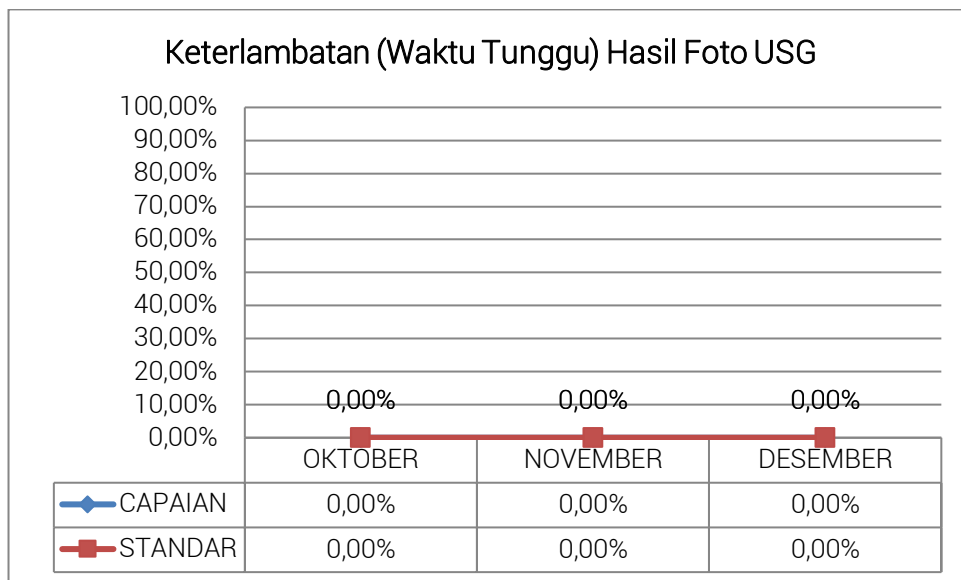 Keterlambatan (Waktu Tunggu) Hasil Foto USG
100,00%
90,00%
80,00%
70,00%
60,00%
50,00%
40,00%
30,00%
20,00%
10,00%
0,00%
0,00% 0,00% 0,00%
OKTOBER NOVEMBER DESEMBER
CAPAIAN 0,00% 0,00% 0,00%
STANDAR 0,00% 0,00% 0,00%